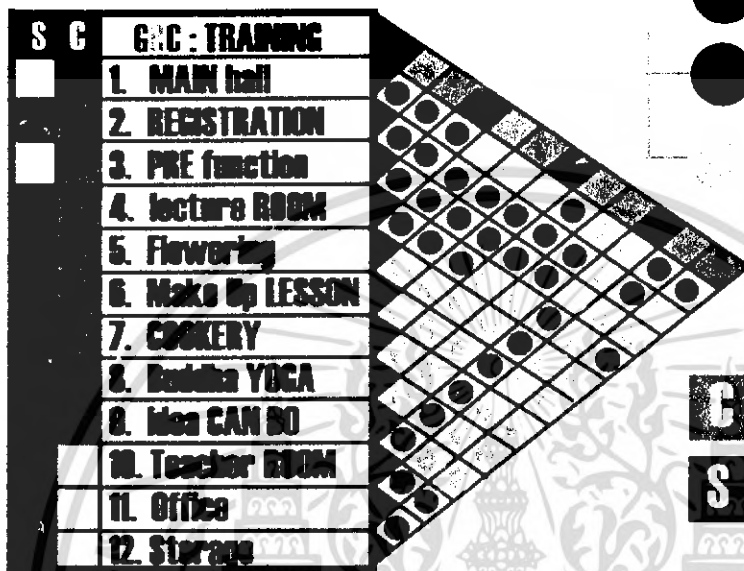 S C G C : TRAINING
1. MAIN hall
2. REGISTRATION
3. PRE function
4. lecture ROOM
5. Flowering
6. Make Up LESSON
7. COOKERY
8. Buddha YOGA
9. idea CAN DO
10. Teacher ROOM
11. Office
12. Storage
C
S